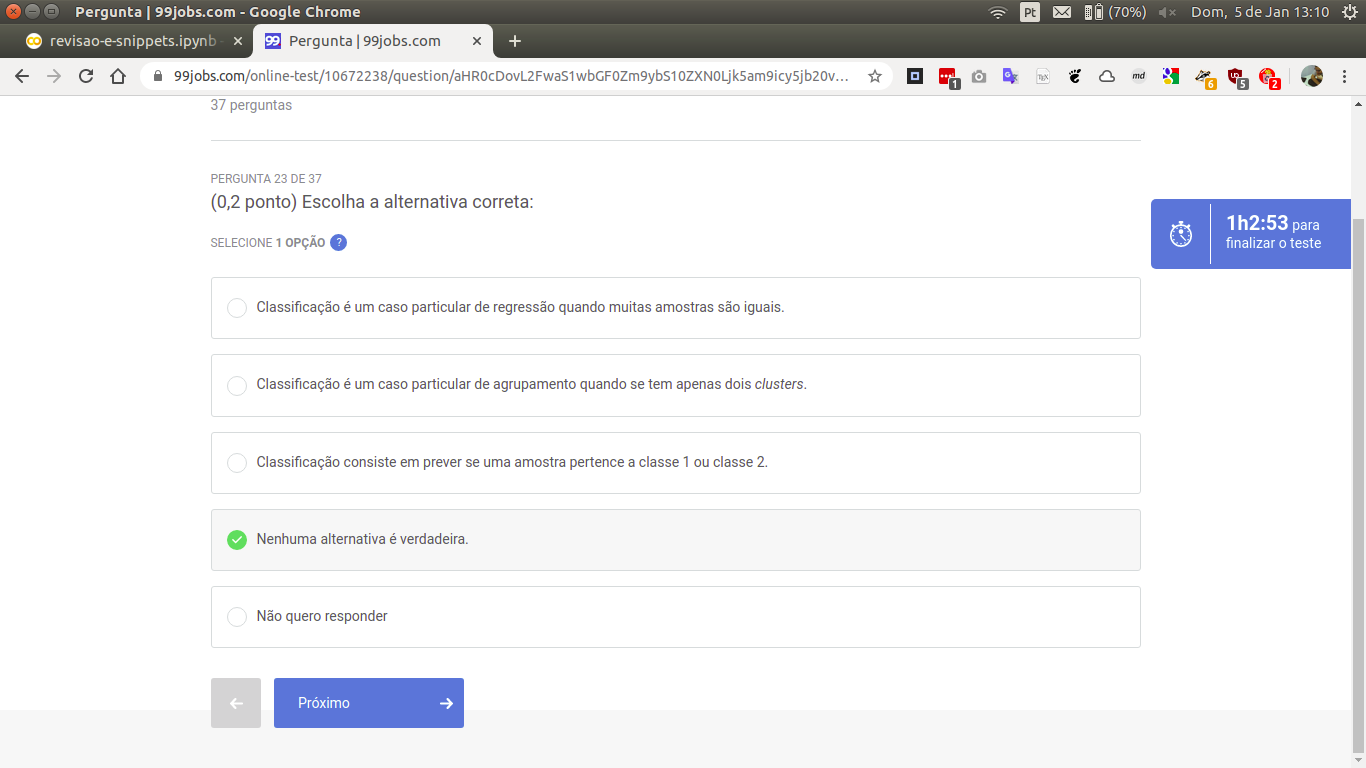 Pergunta | 99jobs.com - Google Chrome
Pt
(70%)
Dom, 5 de Jan 13:10
revisao-e-snippets.ipynb
99
Pergunta | 99jobs.com
99jobs.com/online-test/10672238/question/aHR0cDovL2FwaS1wbGF0Zm9ybS10ZXN0Ljk5am9icy5jb20v...
1
md
6
5
2
37 perguntas
PERGUNTA 23 DE 37
(0,2 ponto) Escolha a alternativa correta:
SELECIONE 1 OPÇÃO ?
1h2:53 para
finalizar o teste
Classificação é um caso particular de regressão quando muitas amostras são iguais.
Classificação é um caso particular de agrupamento quando se tem apenas dois clusters.
Classificação consiste em prever se uma amostra pertence a classe 1 ou classe 2.
Nenhuma alternativa é verdadeira.
Não quero responder
Próximo